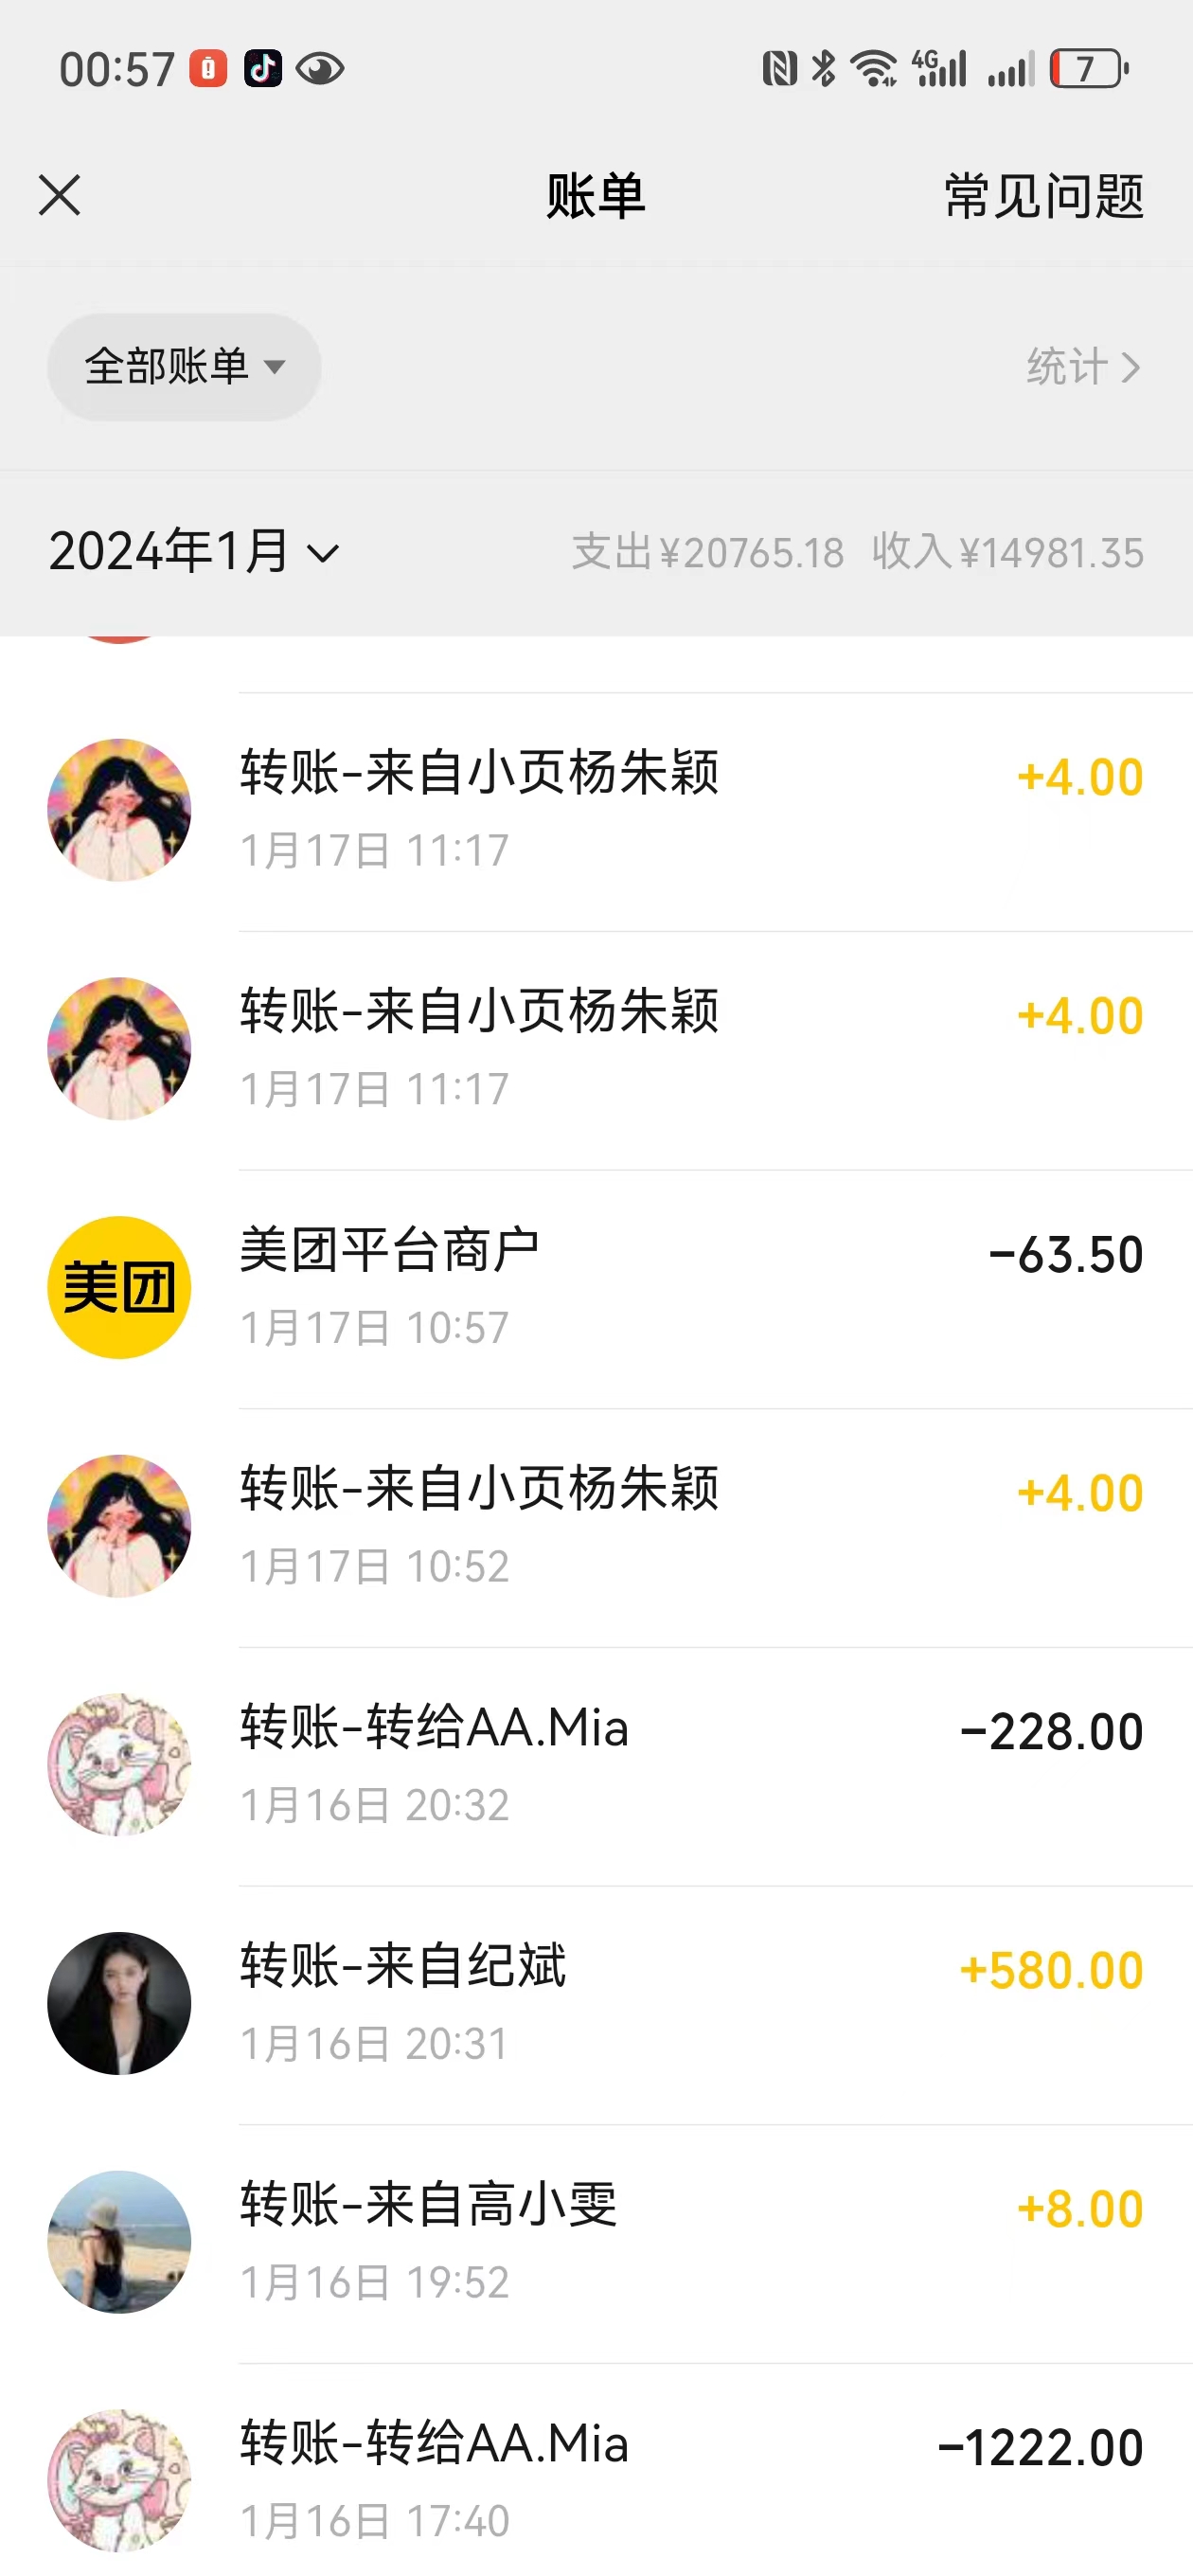 00:57
4G
7
账单
常见问题
全部账单
统计
2024年1月
支出¥20765.18 收入¥14981.35
转账-来自小页杨朱颖
+4.00
1月17日 11:17
转账-来自小页杨朱颖
+4.00
1月17日 11:17
美团
美团平台商户
-63.50
1月17日 10:57
转账-来自小页杨朱颖
+4.00
1月17日 10:52
转账-转给AA.Mia
-228.00
1月16日 20:32
转账-来自纪斌
+580.00
1月16日 20:31
转账-来自高小雯
+8.00
1月16日 19:52
转账-转给AA.Mia
-1222.00
1月16日 17:40